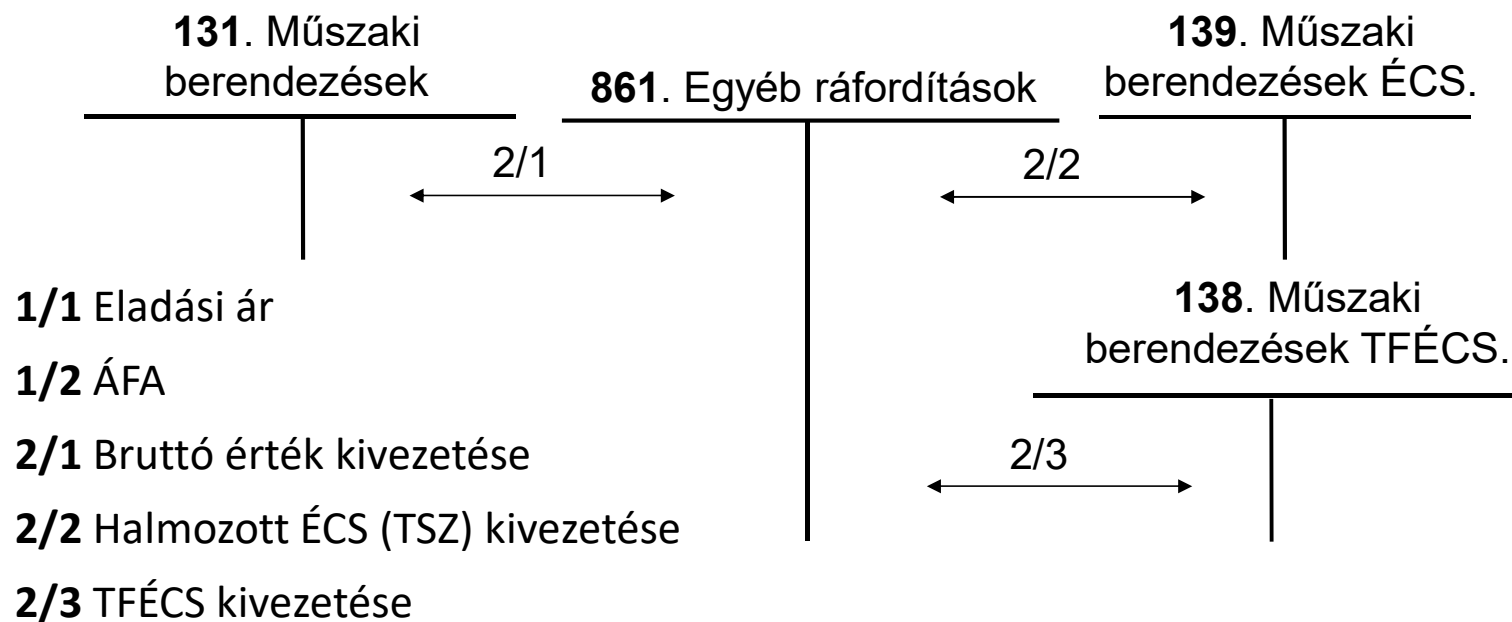 131. Műszaki
berendezések
861. Egyéb ráfordítások
139. Műszaki
berendezések ÉCS.
2/1
2/2
1/1 Eladási ár
1/2 ÁFA
2/1 Bruttó érték kivezetése
2/2 Halmozott ÉCS (TSZ) kivezetése
2/3 TFÉCS kivezetése
138. Műszaki
berendezések TFÉCS.
2/3